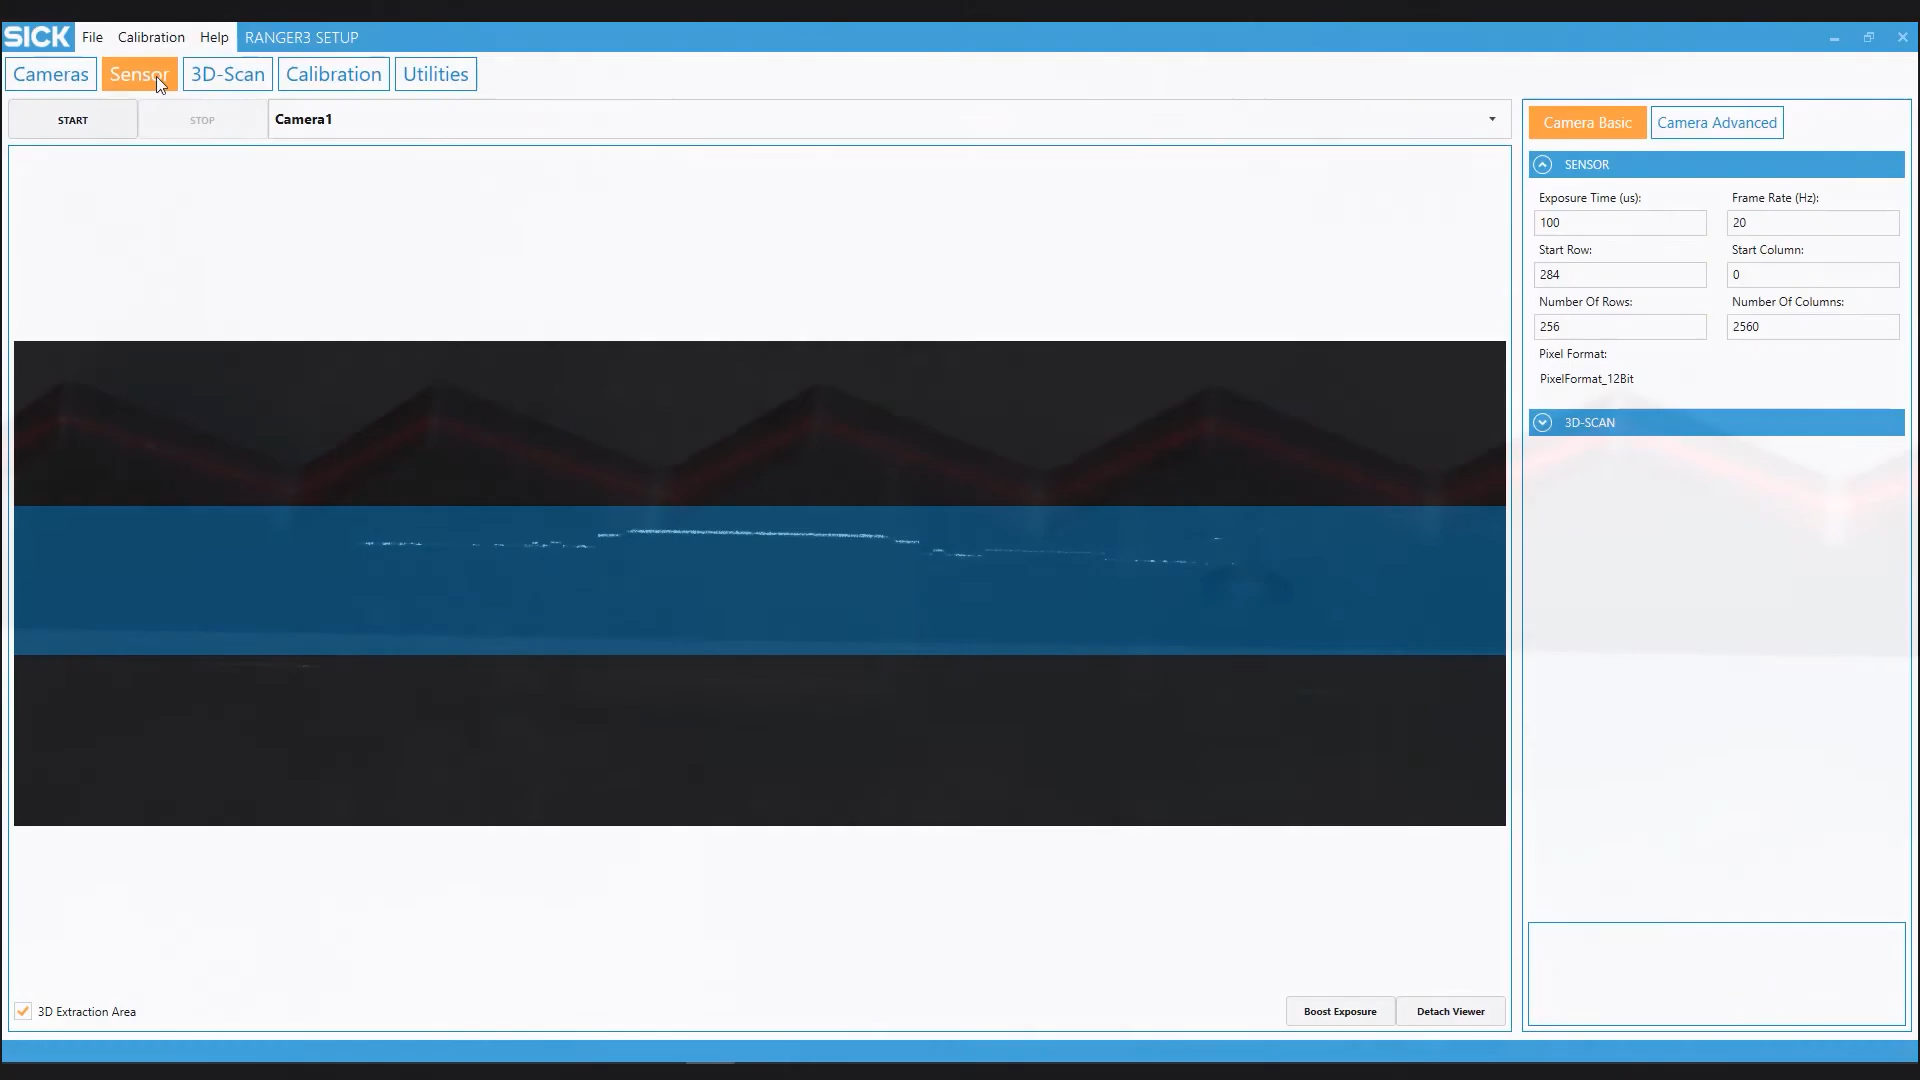 SICK File Calibration Help RANGER3 SETUP
Cameras Sensor 3D-Scan Calibration Utilities
START STOP Camera1
Camera Basic Camera Advanced
SENSOR
Exposure Time (us): Frame Rate (Hz):
100 20
Start Row: Start Column:
284 0
Number Of Rows: Number Of Columns:
256 2560
Pixel Format:
PixelFormat_12Bit
3D-SCAN
3D Extraction Area Boost Exposure Detach Viewer